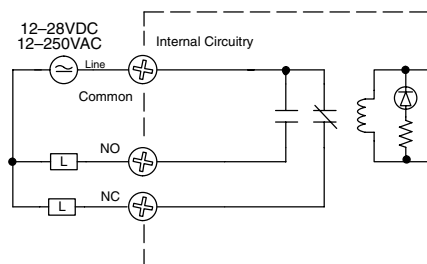 12–28VDC
12–250VAC
Internal Circuitry
Line
Common
NO
L
NC
L